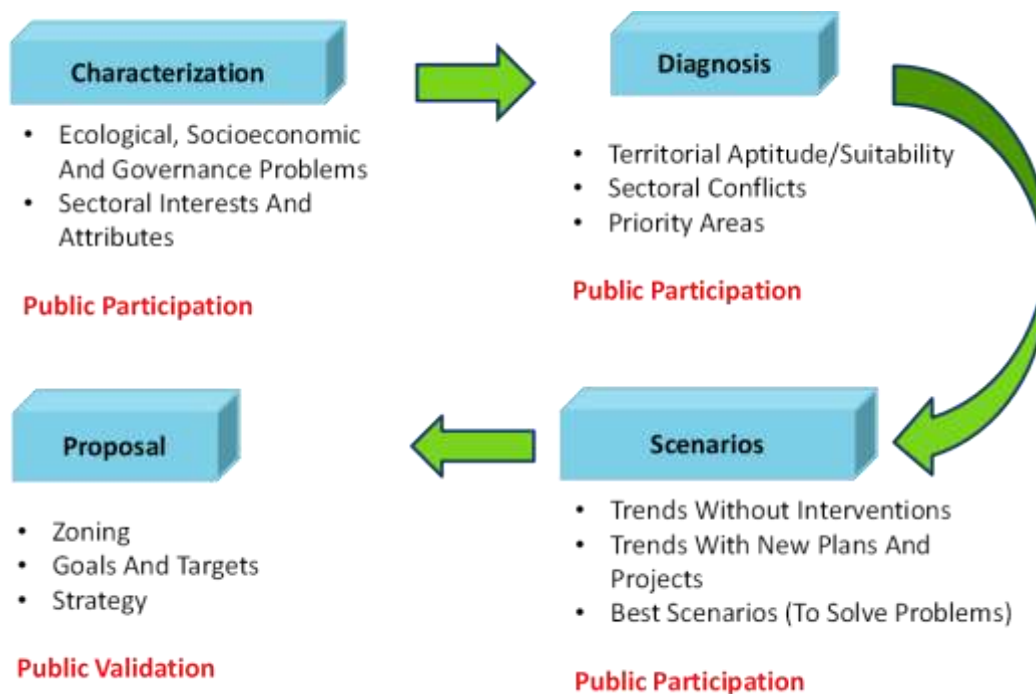 Characterization
• Ecological, Socioeconomic
And Governance Problems
• Sectoral Interests And
Attributes
Public Participation
Diagnosis
• Territorial Aptitude/Suitability
• Sectoral Conflicts
• Priority Areas
Public Participation
Scenarios
• Trends Without Interventions
• Trends With New Plans And
Projects
• Best Scenarios (To Solve Problems)
Public Participation
Proposal
• Zoning
• Goals And Targets
• Strategy
Public Validation